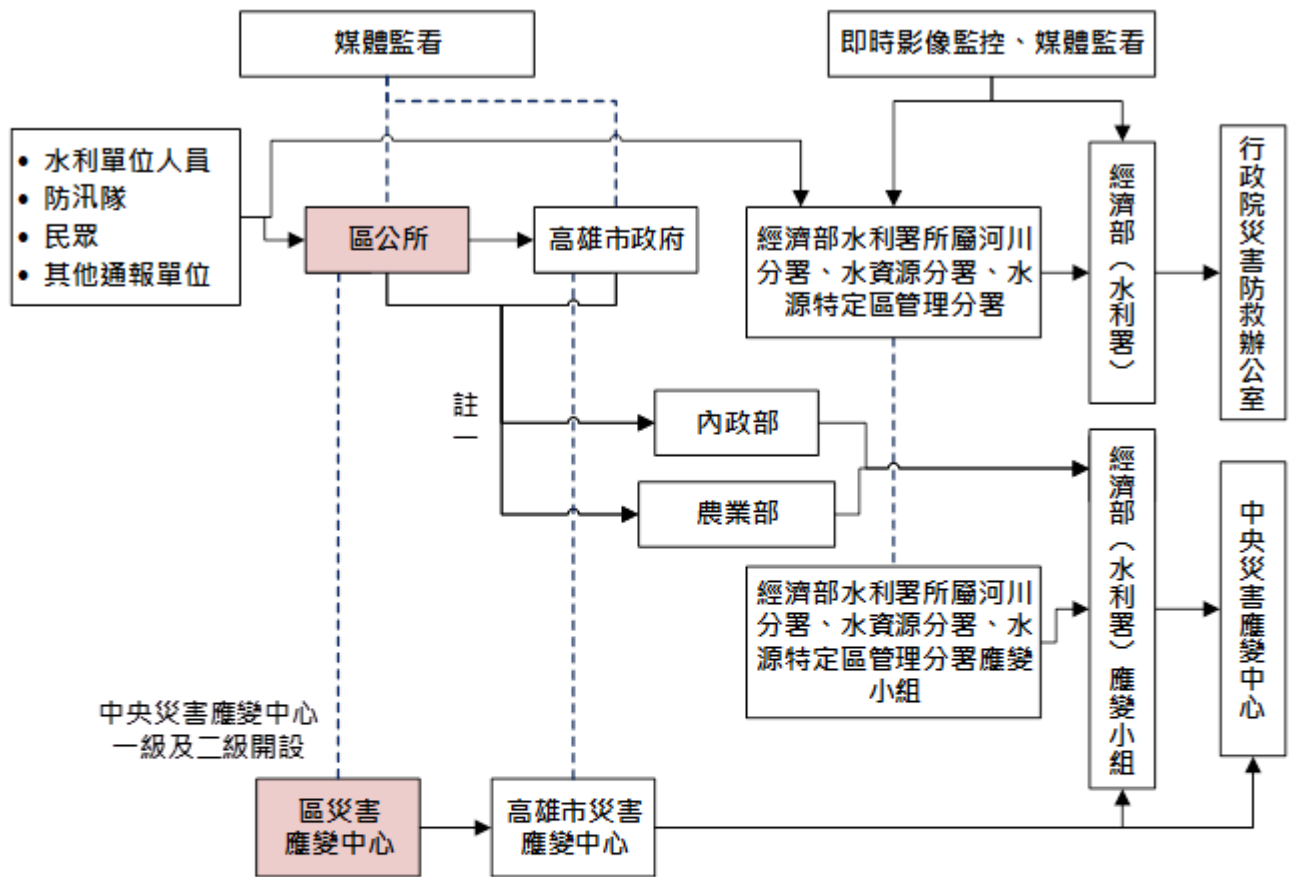 媒體監看
即時影像監控、媒體監看
• 水利單位人員
• 防汛隊
• 民眾
• 其他通報單位
區公所
高雄市政府
經濟部水利署所屬河川
分署、水資源分署、水
源特定區管理分署
經濟部（水利署）
行政院災害防救辦公室
註一
內政部
農業部
經濟部水利署所屬河川
分署、水資源分署、水
源特定區管理分署應變
小組
經濟部（水利署）應變小組
中央災害應變中心
中央災害應變中心
一級及二級開設
區災害
應變中心
高雄市災害
應變中心